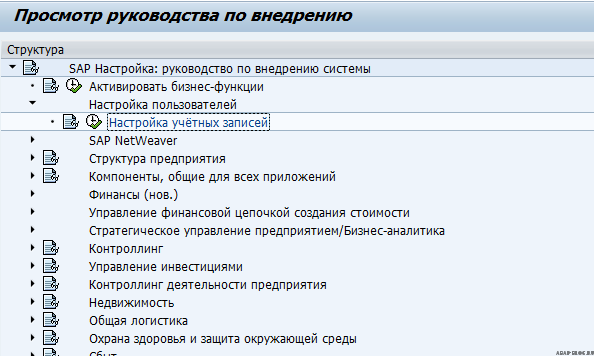 Просмотр руководства по внедрению
Структура
SAP Настройка: руководство по внедрению системы
Активировать бизнес-функции
Настройка пользователей
Настройка учётных записей
SAP NetWeaver
Структура предприятия
Компоненты, общие для всех приложений
Финансы (нов.)
Управление финансовой цепочкой создания стоимости
Стратегическое управление предприятием/Бизнес-аналитика
Контроллинг
Управление инвестициями
Контроллинг деятельности предприятия
Недвижимость
Общая логистика
Охрана здоровья и защита окружающей среды
Сбыт
ABAP-BLOG.RU